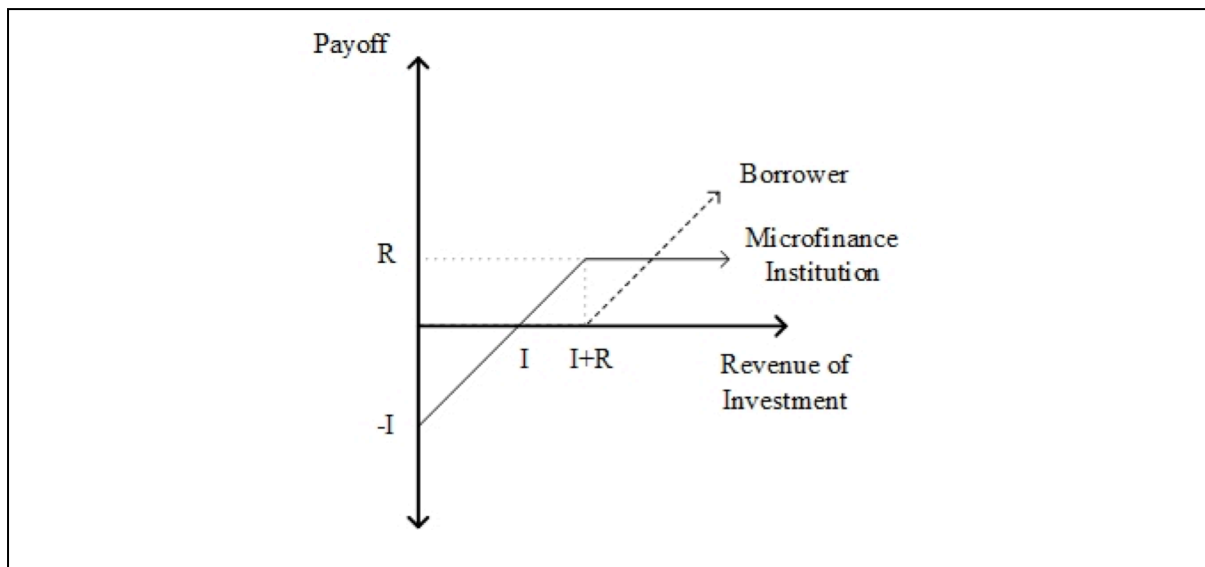 Payoff
Borrower
R
Microfinance
Institution
I
I+R
Revenue of
Investment
-I